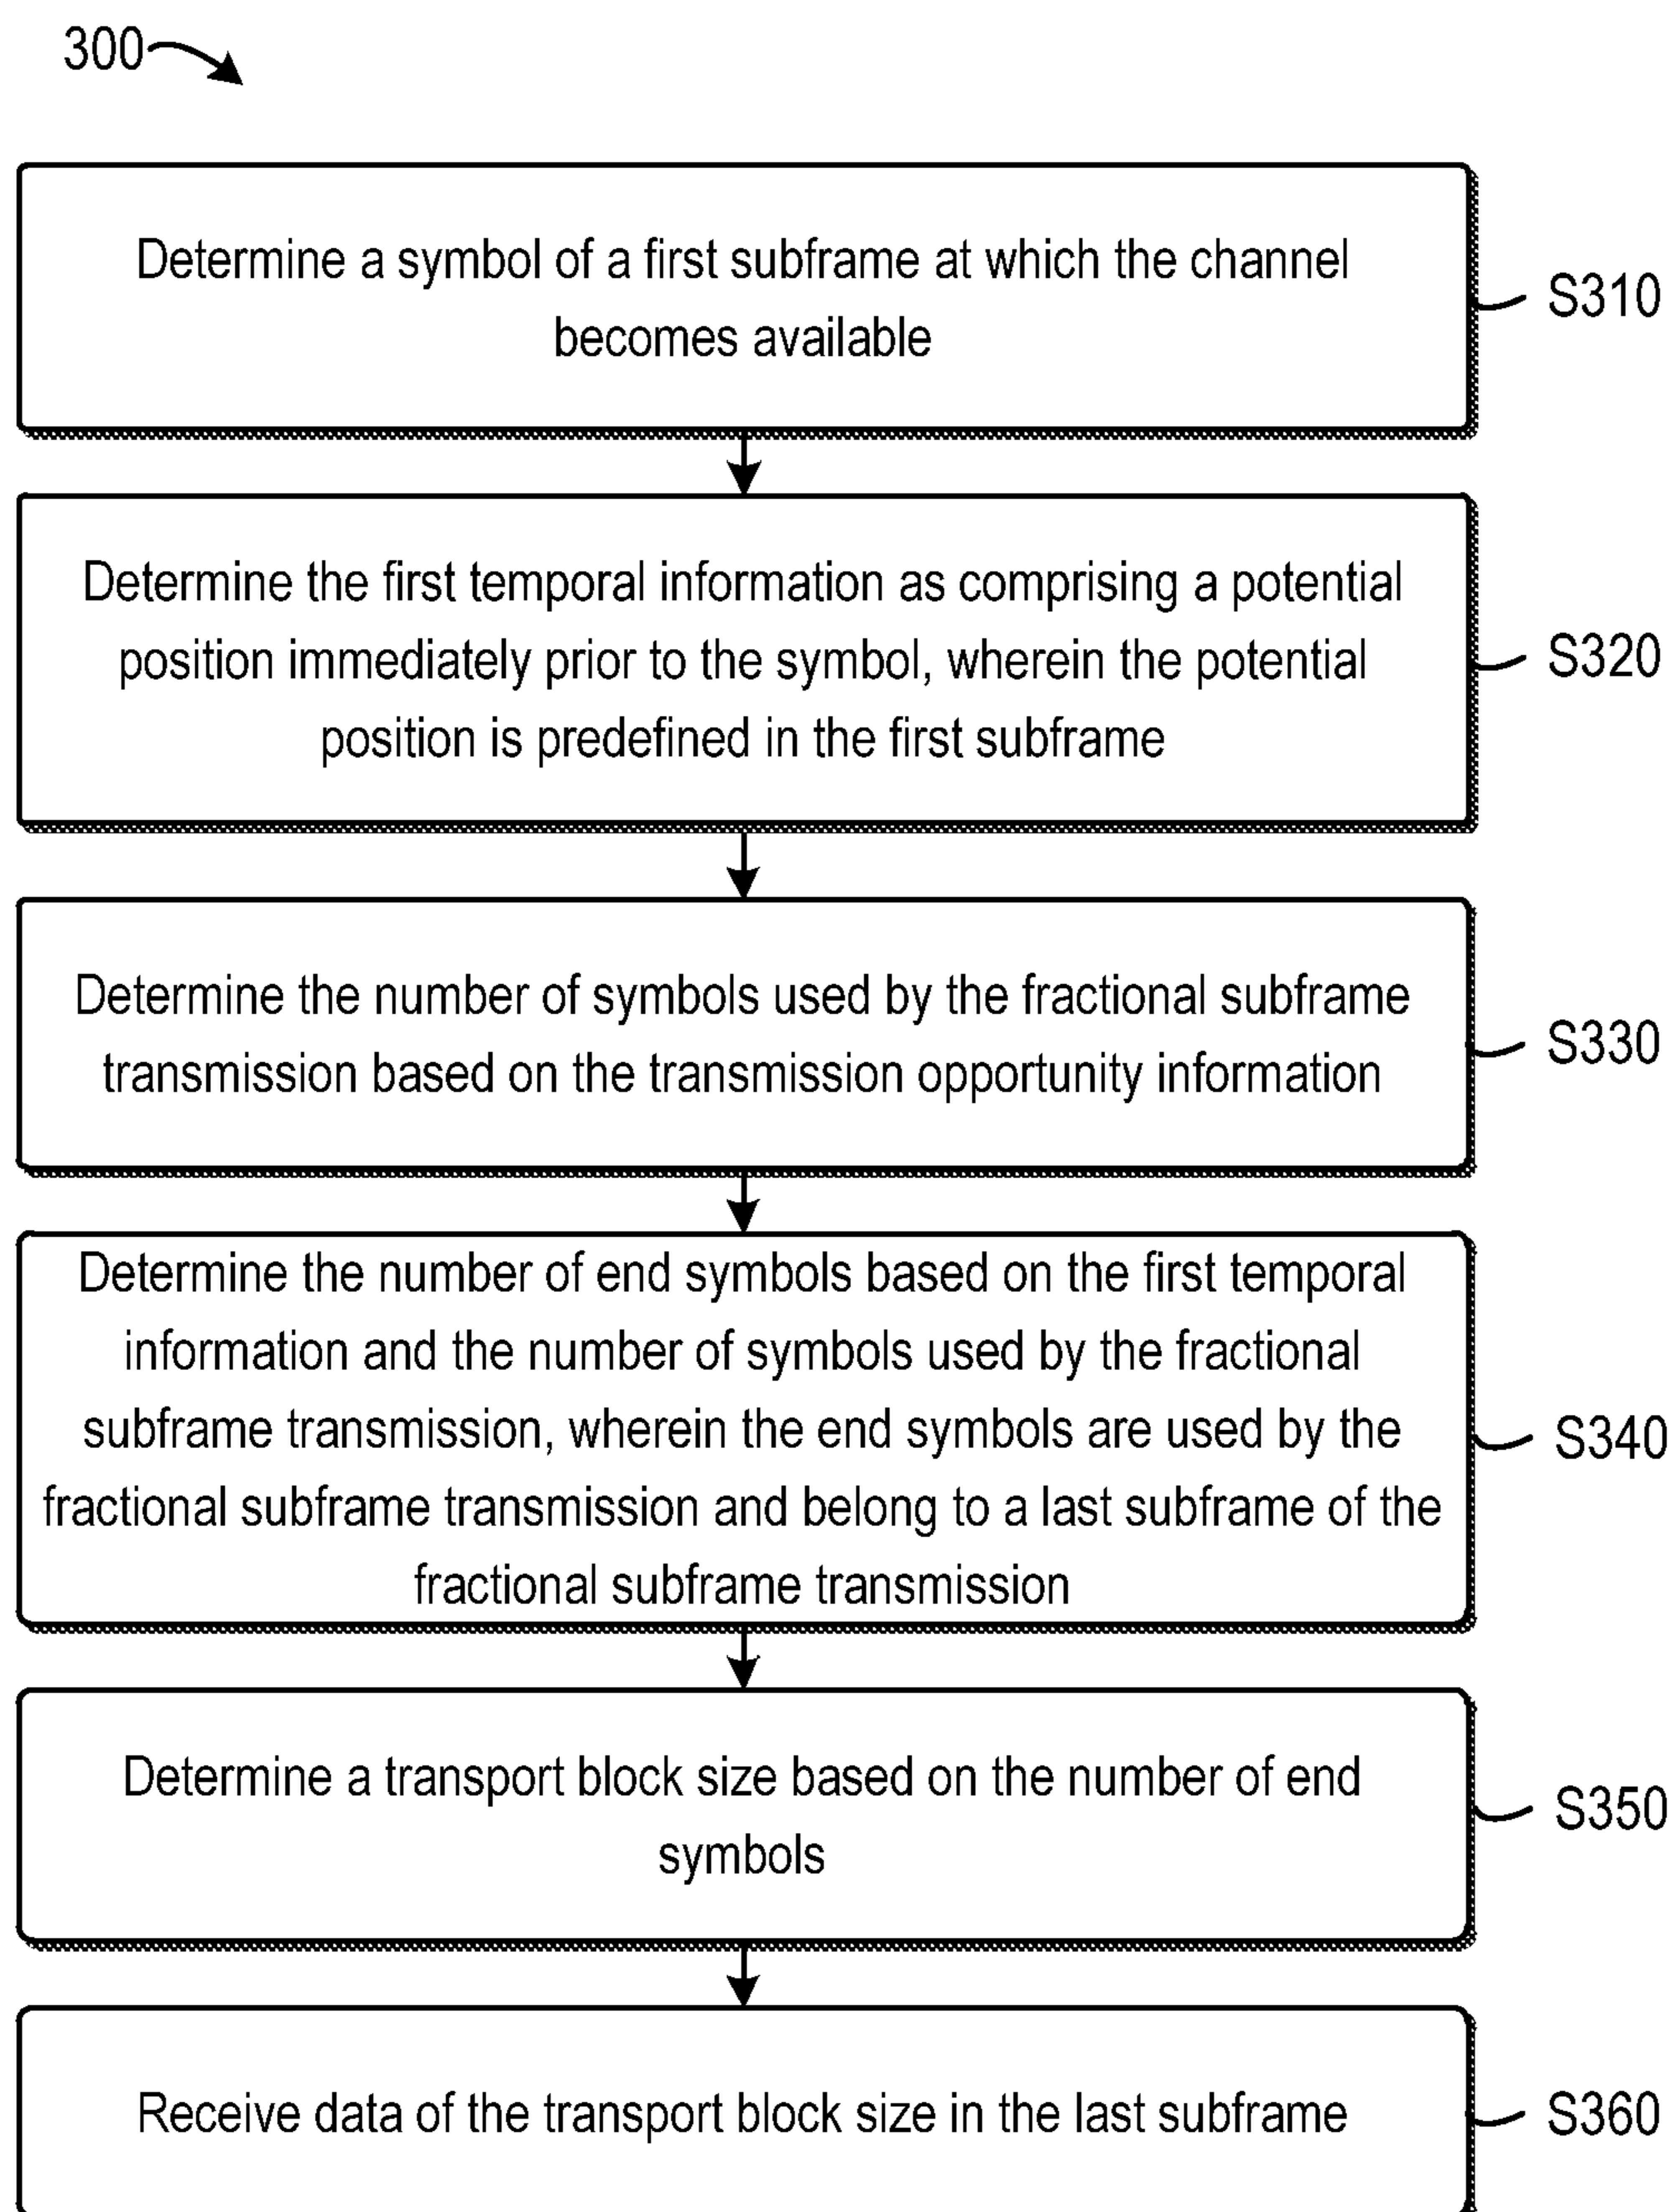 300
Determine a symbol of a first subframe at which the channel
becomes available
S310
Determine the first temporal information as comprising a potential
position immediately prior to the symbol, wherein the potential
position is predefined in the first subframe
S320
Determine the number of symbols used by the fractional subframe
transmission based on the transmission opportunity information
S330
Determine the number of end symbols based on the first temporal
information and the number of symbols used by the fractional
subframe transmission, wherein the end symbols are used by the
fractional subframe transmission and belong to a last subframe of the
fractional subframe transmission
S340
Determine a transport block size based on the number of end
symbols
S350
Receive data of the transport block size in the last subframe
S360